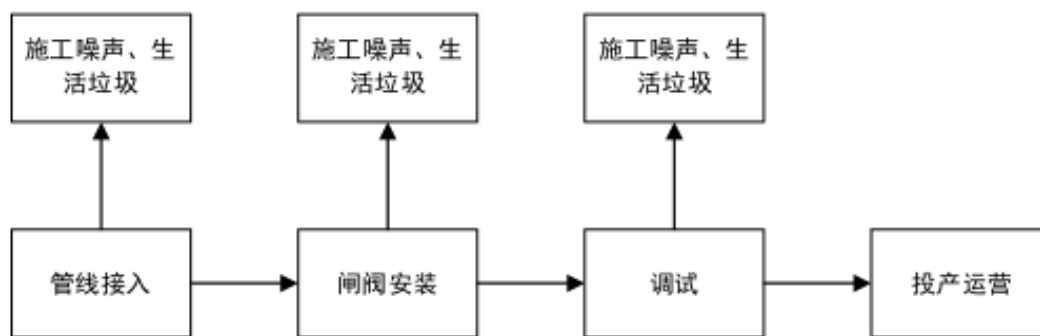 施工噪声、生
活垃圾
施工噪声、生
活垃圾
施工噪声、生
活垃圾
管线接入
闸阀安装
调试
投产运营